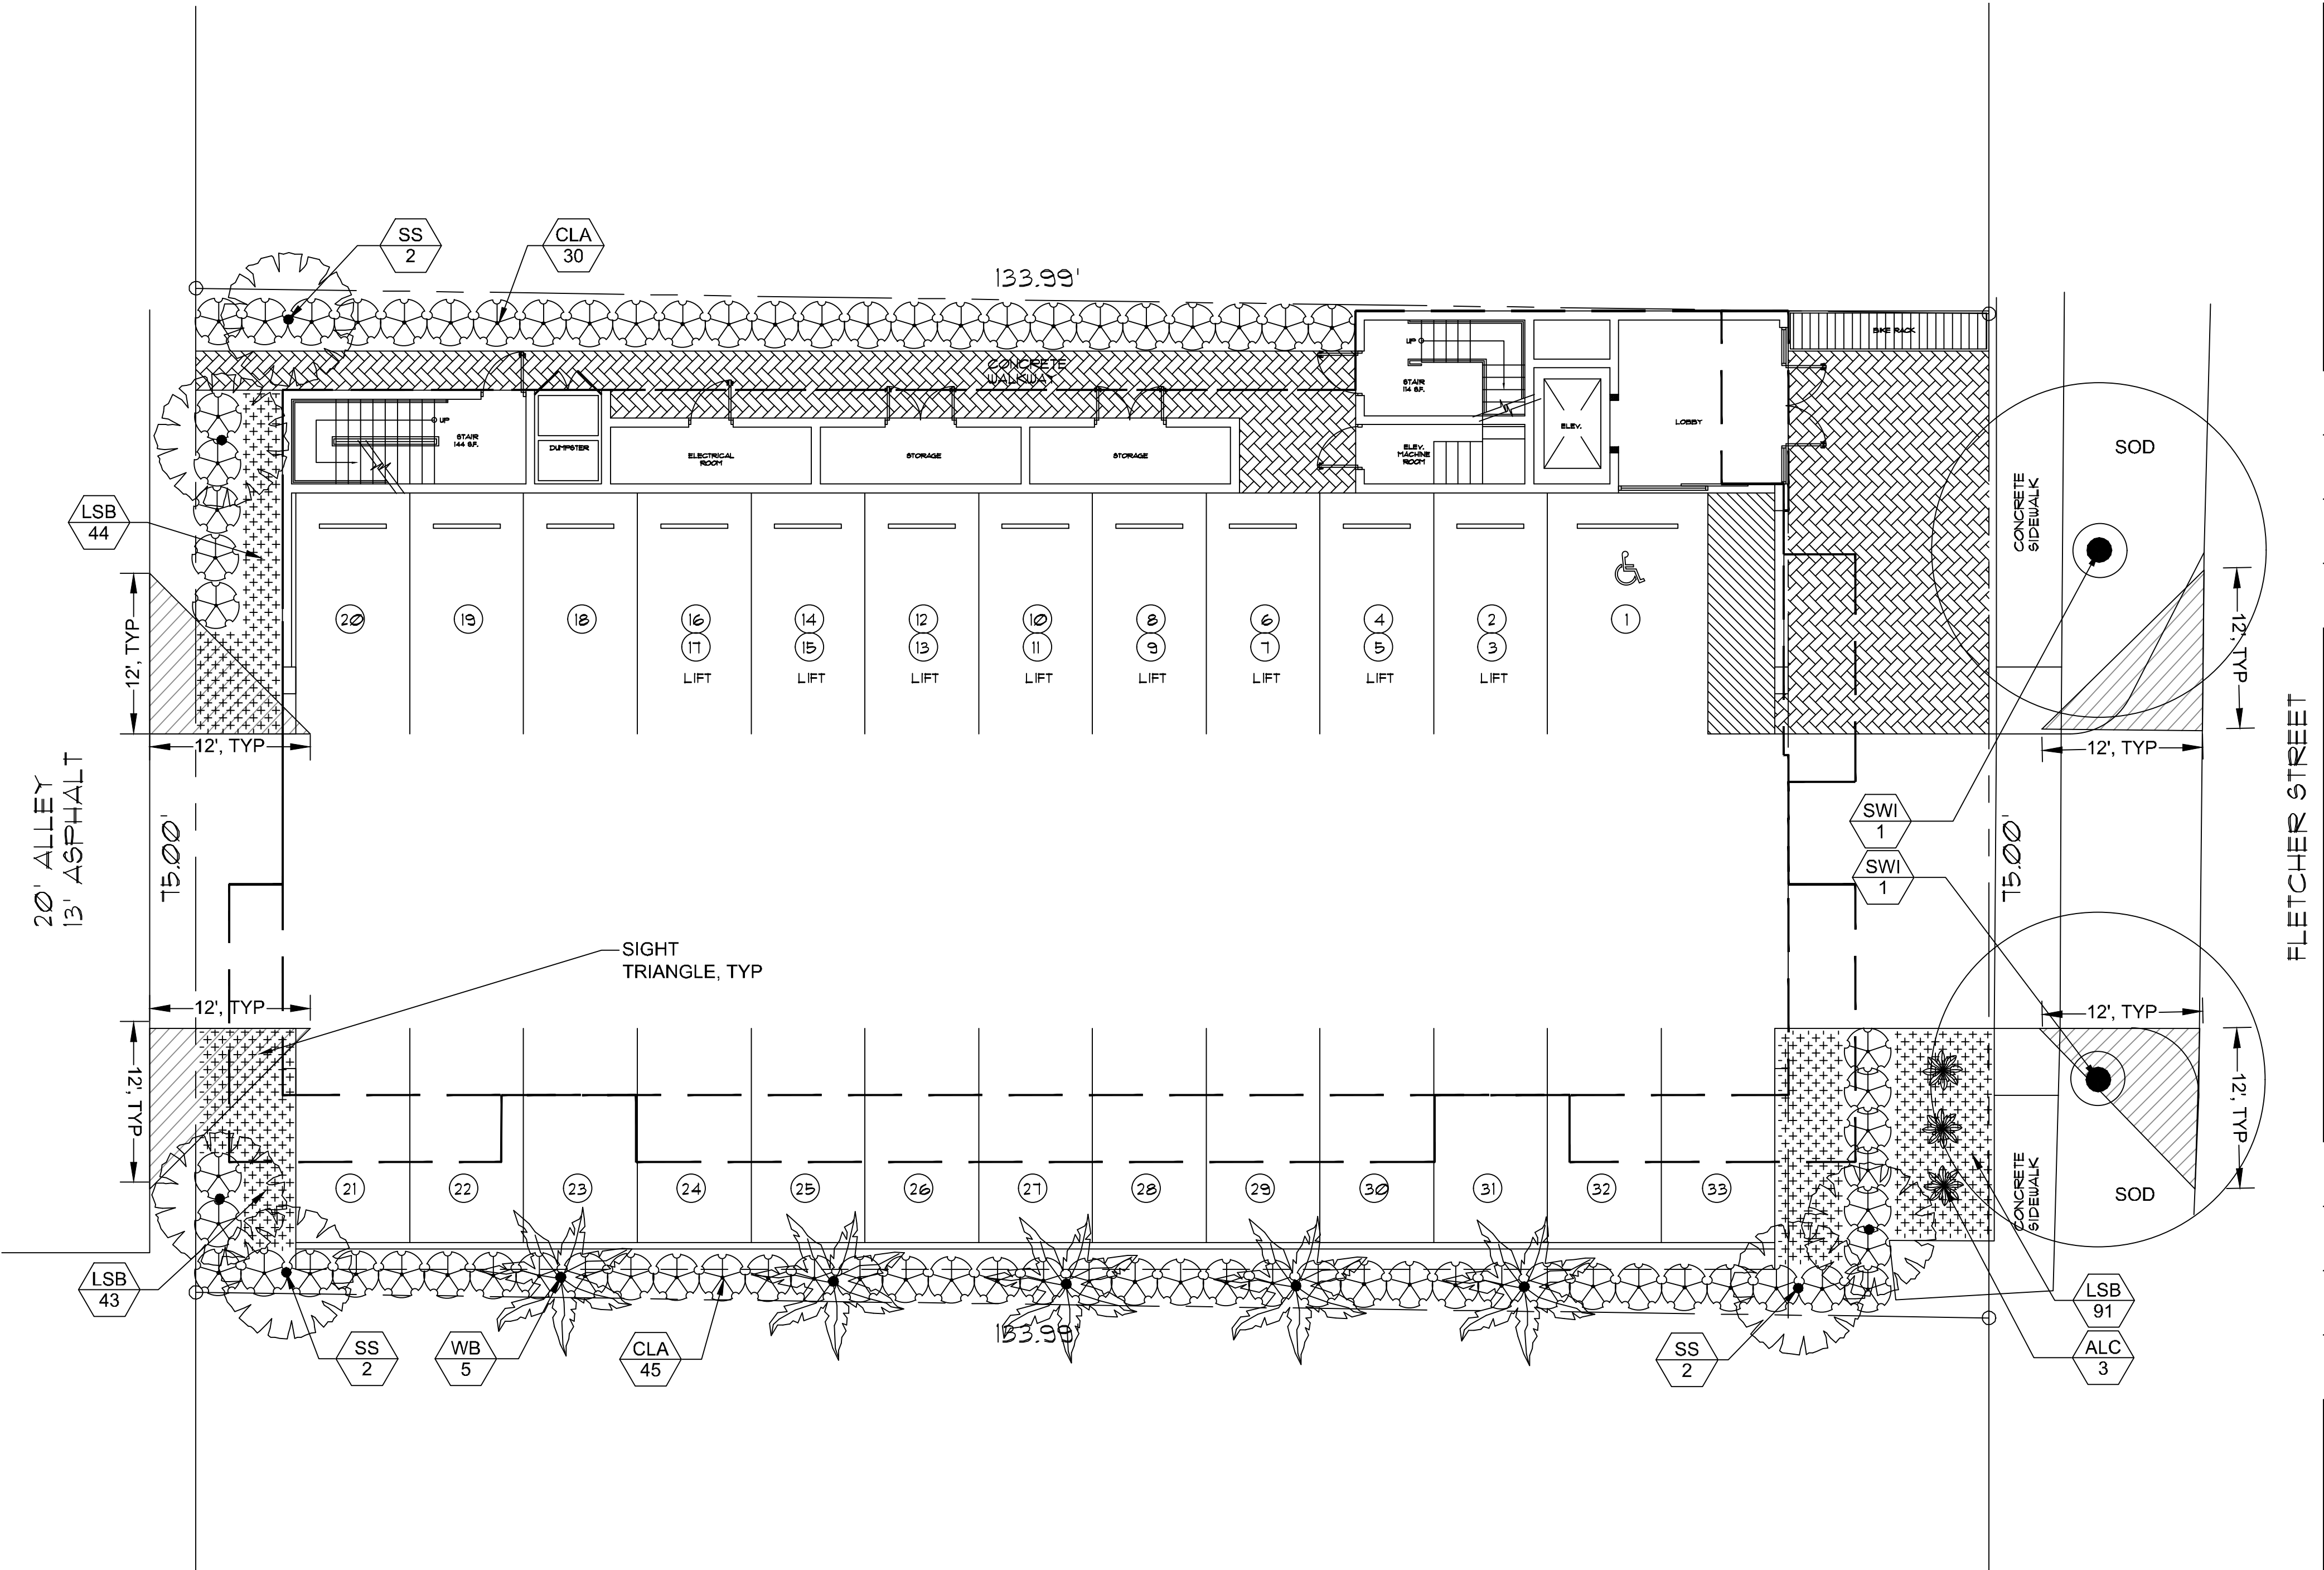 SS
2
CLA
30
133.99'
BIKE RACK
CONCRETE
WALKWAY
UP
STAIR
114 S.F.
UP
STAIR
144 S.F.
DUMPSTER
ELECTRICAL
ROOM
STORAGE
STORAGE
ELEV.
MACHINE
ROOM
ELEV.
LOBBY
SOD
CONCRETE
SIDEWALK
LSB
44
12', TYP
20
19
18
16
17
LIFT
14
15
LIFT
12
13
LIFT
10
11
LIFT
8
9
LIFT
6
7
LIFT
4
5
LIFT
2
3
LIFT
1
12', TYP
12', TYP
12', TYP
20' ALLEY
13' ASPHALT
75.00'
SWI
1
SWI
1
75.00'
FLETCHER STREET
SIGHT
TRIANGLE, TYP
12', TYP
12', TYP
12', TYP
12', TYP
21
22
23
24
25
26
27
28
29
30
31
32
33
CONCRETE
SIDEWALK
SOD
LSB
43
SS
2
WB
5
CLA
45
133.99'
SS
2
LSB
91
ALC
3